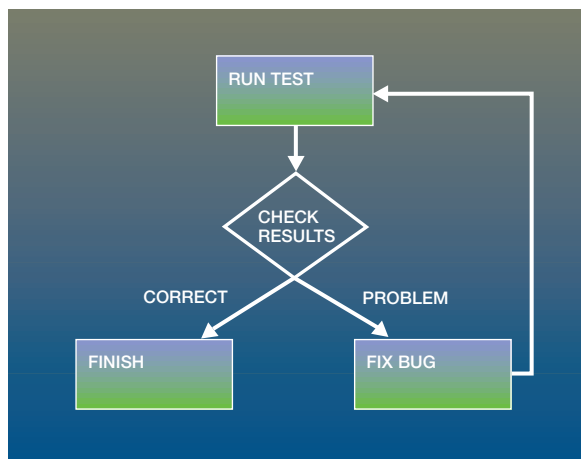 RUN TEST
CHECK
RESULTS
CORRECT
PROBLEM
FINISH
FIX BUG